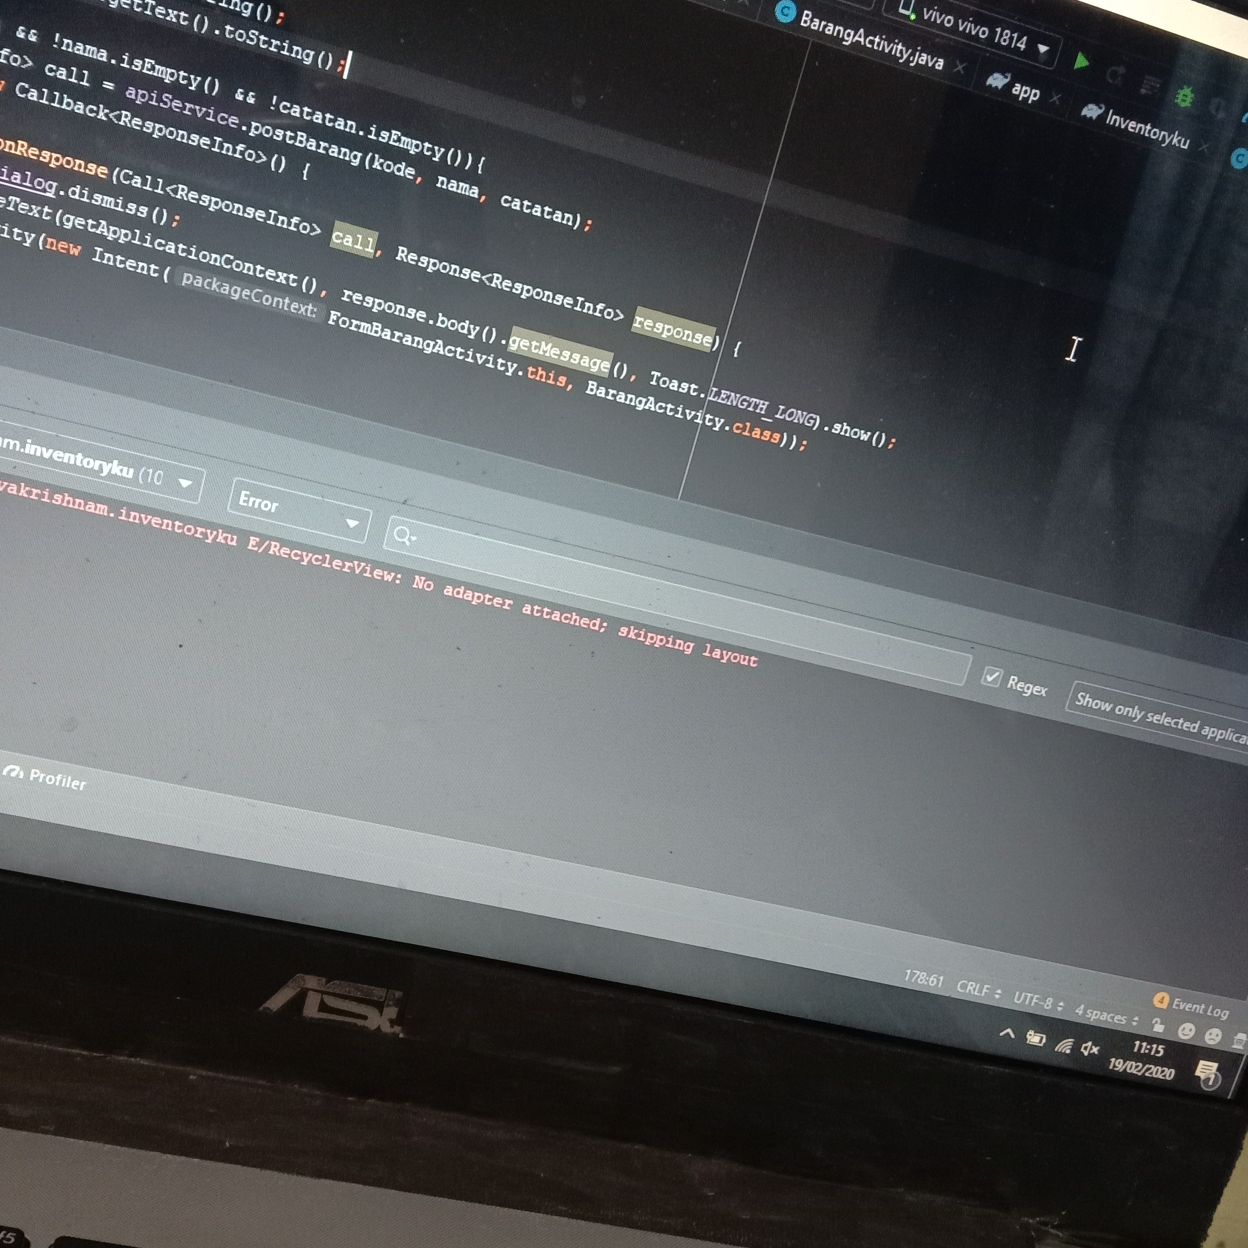 getText().toString();
&& !nama.isEmpty() && !catatan.isEmpty()){
call = apiService.postBarang(kode, nama, catatan);
Callback<ResponseInfo>() {
onResponse(Call<ResponseInfo> call, Response<ResponseInfo> response) {
ialog.dismiss();
eText(getApplicationContext(), response.body().getMessage(), Toast.LENGTH_LONG).show();
ity(new Intent( packageContext: FormBarangActivity.this, BarangActivity.class));
vivo vivo 1814
BarangActivity.java
app
Inventoryku
m.inventoryku (10
Error
Regex
Show only selected applica
vakrishnam.inventoryku E/RecyclerView: No adapter attached; skipping layout
Profiler
178:61 CRLF UTF-8 4 spaces
4 Event Log
11:15
19/02/2020
1
f5